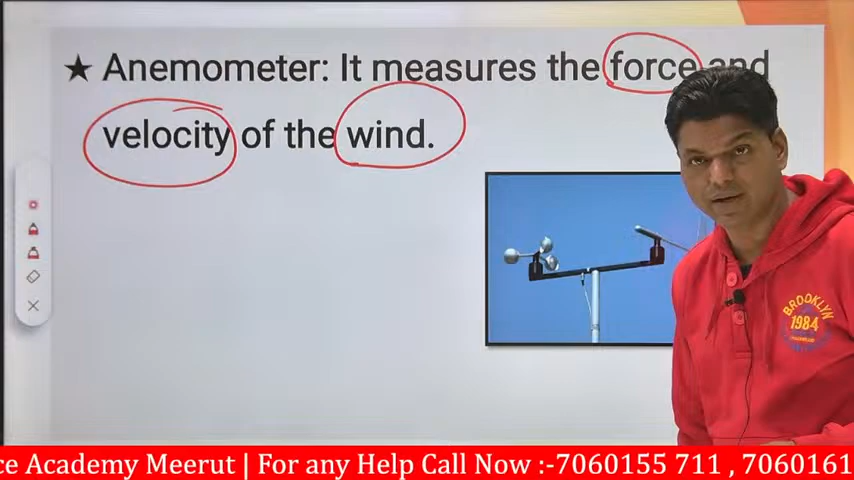 ★ Anemometer: It measures the force and
velocity of the wind.
BROOKLYN
1984
ce Academy Meerut | For any Help Call Now :-7060155 711 , 7060161